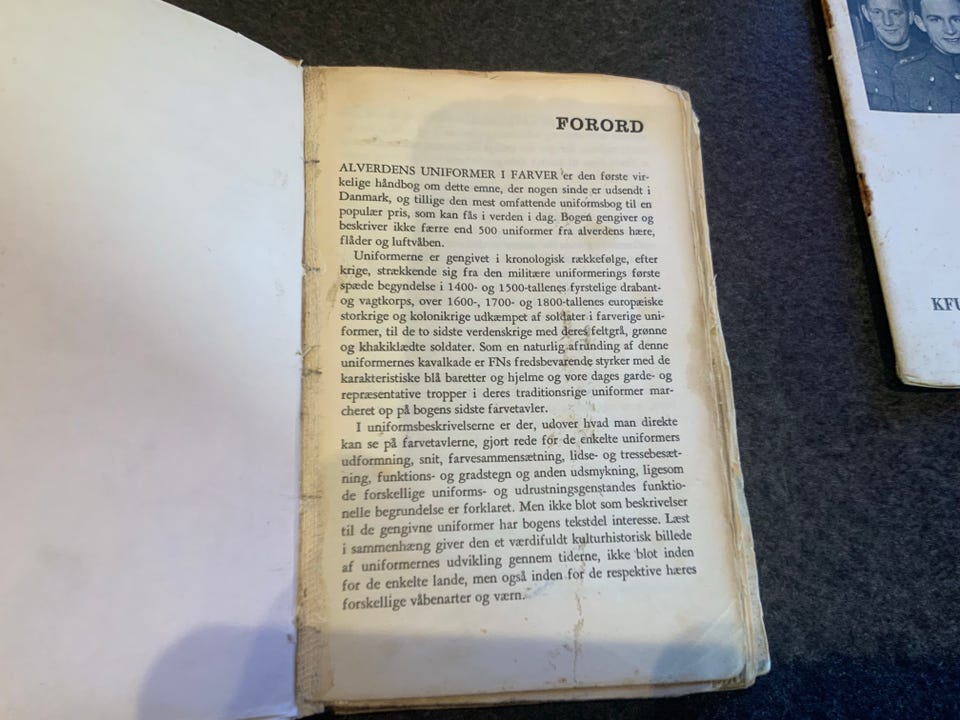 FORORD
ALVERDENS UNIFORMER I FARVER er den første vir-
kelige håndbog om dette emne, der nogen sinde er udsendt i
Danmark, og tillige den mest omfattende uniformsbog til en
populær pris, som kan fås i verden i dag. Bogen gengiver og
beskriver ikke færre end 500 uniformer fra alverdens hære,
flåder og luftvåben.
Uniformerne er gengivet i kronologisk rækkefølge, efter
krige, strækkende sig fra den militære uniformerings første
spæde begyndelse i 1400- og 1500-tallenes fyrstelige drabant-
og vagtkorps, over 1600-, 1700- og 1800-tallenes europæiske
storkrige og kolonikrige udkæmpet af soldater i farverige uni-
former, til de to sidste verdenskrige med deres feltgrå, grønne
og khakiklædte soldater. Som en naturlig afrunding af denne
uniformernes kavalkade er FNs fredsbevarende styrker med de
karakteristiske blå baretter og hjelme og vore dages garde- og
repræsentative tropper i deres traditionsrige uniformer mar-
cheret op på bogens sidste farvetavler.
I uniformsbeskrivelserne er der, udover hvad man direkte
kan se på farvetavlerne, gjort rede for de enkelte uniformers
udformning, snit, farvesammensætning, lidse- og tressebesæt-
ning, funktions- og gradstegn og anden udsmykning, ligesom
de forskellige uniforms- og udrustningsgenstandes funktio-
nelle begrundelse er forklaret. Men ikke blot som beskrivelser
til de gengivne uniformer har bogens tekstdel interesse. Læst
i sammenhæng giver den et værdifuldt kulturhistorisk billede
af uniformernes udvikling gennem tiderne, ikke blot inden
for de enkelte lande, men også inden for de respektive hæres
forskellige våbenarter og værn.